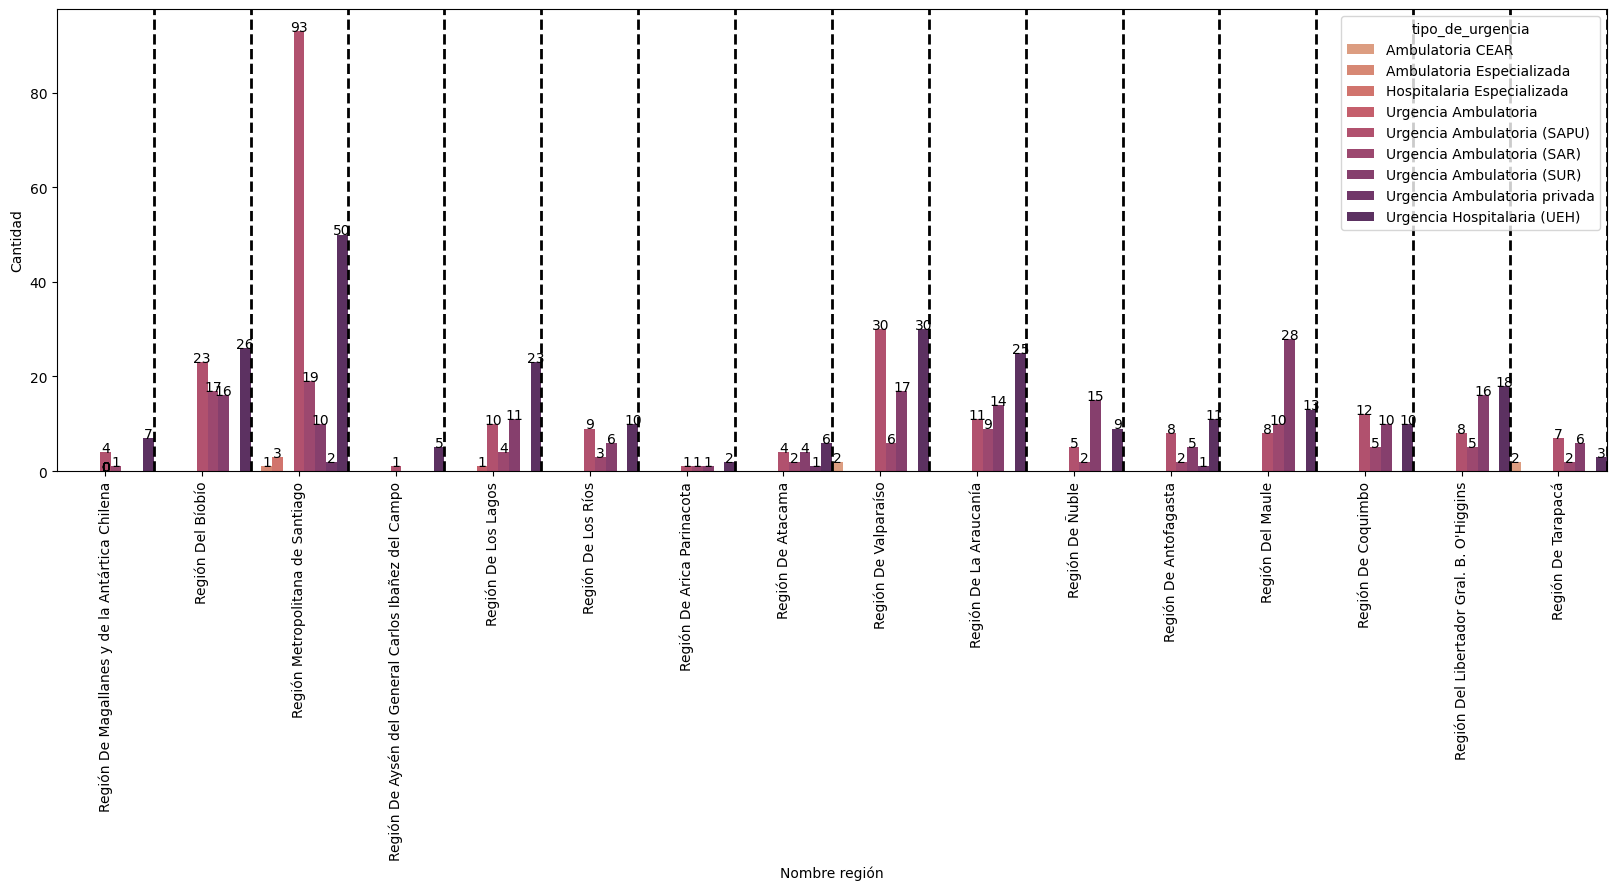 tipo_de_urgencia
Ambulatoria CEAR
Ambulatoria Especializada
Hospitalaria Especializada
Urgencia Ambulatoria
Urgencia Ambulatoria (SAPU)
Urgencia Ambulatoria (SAR)
Urgencia Ambulatoria (SUR)
Urgencia Ambulatoria privada
Urgencia Hospitalaria (UEH)
Cantidad
80
60
40
20
0
4
0
1
7
23
17
16
26
1
3
93
19
10
2
50
1
5
1
10
4
11
23
9
3
6
10
1
1
1
2
4
2
4
1
6
2
30
6
17
30
11
9
14
25
5
2
15
9
8
2
5
1
11
8
10
28
13
12
5
10
10
8
5
16
18
2
7
2
6
3
Región De Magallanes y de la Antártica Chilena
Región Del Bíobío
Región Metropolitana de Santiago
Región De Aysén del General Carlos Ibañez del Campo
Región De Los Lagos
Región De Los Ríos
Región De Arica Parinacota
Región De Atacama
Región De Valparaíso
Región De La Araucanía
Región De Ñuble
Región De Antofagasta
Región Del Maule
Región De Coquimbo
Región Del Libertador Gral. B. O'Higgins
Región De Tarapacá
Nombre región